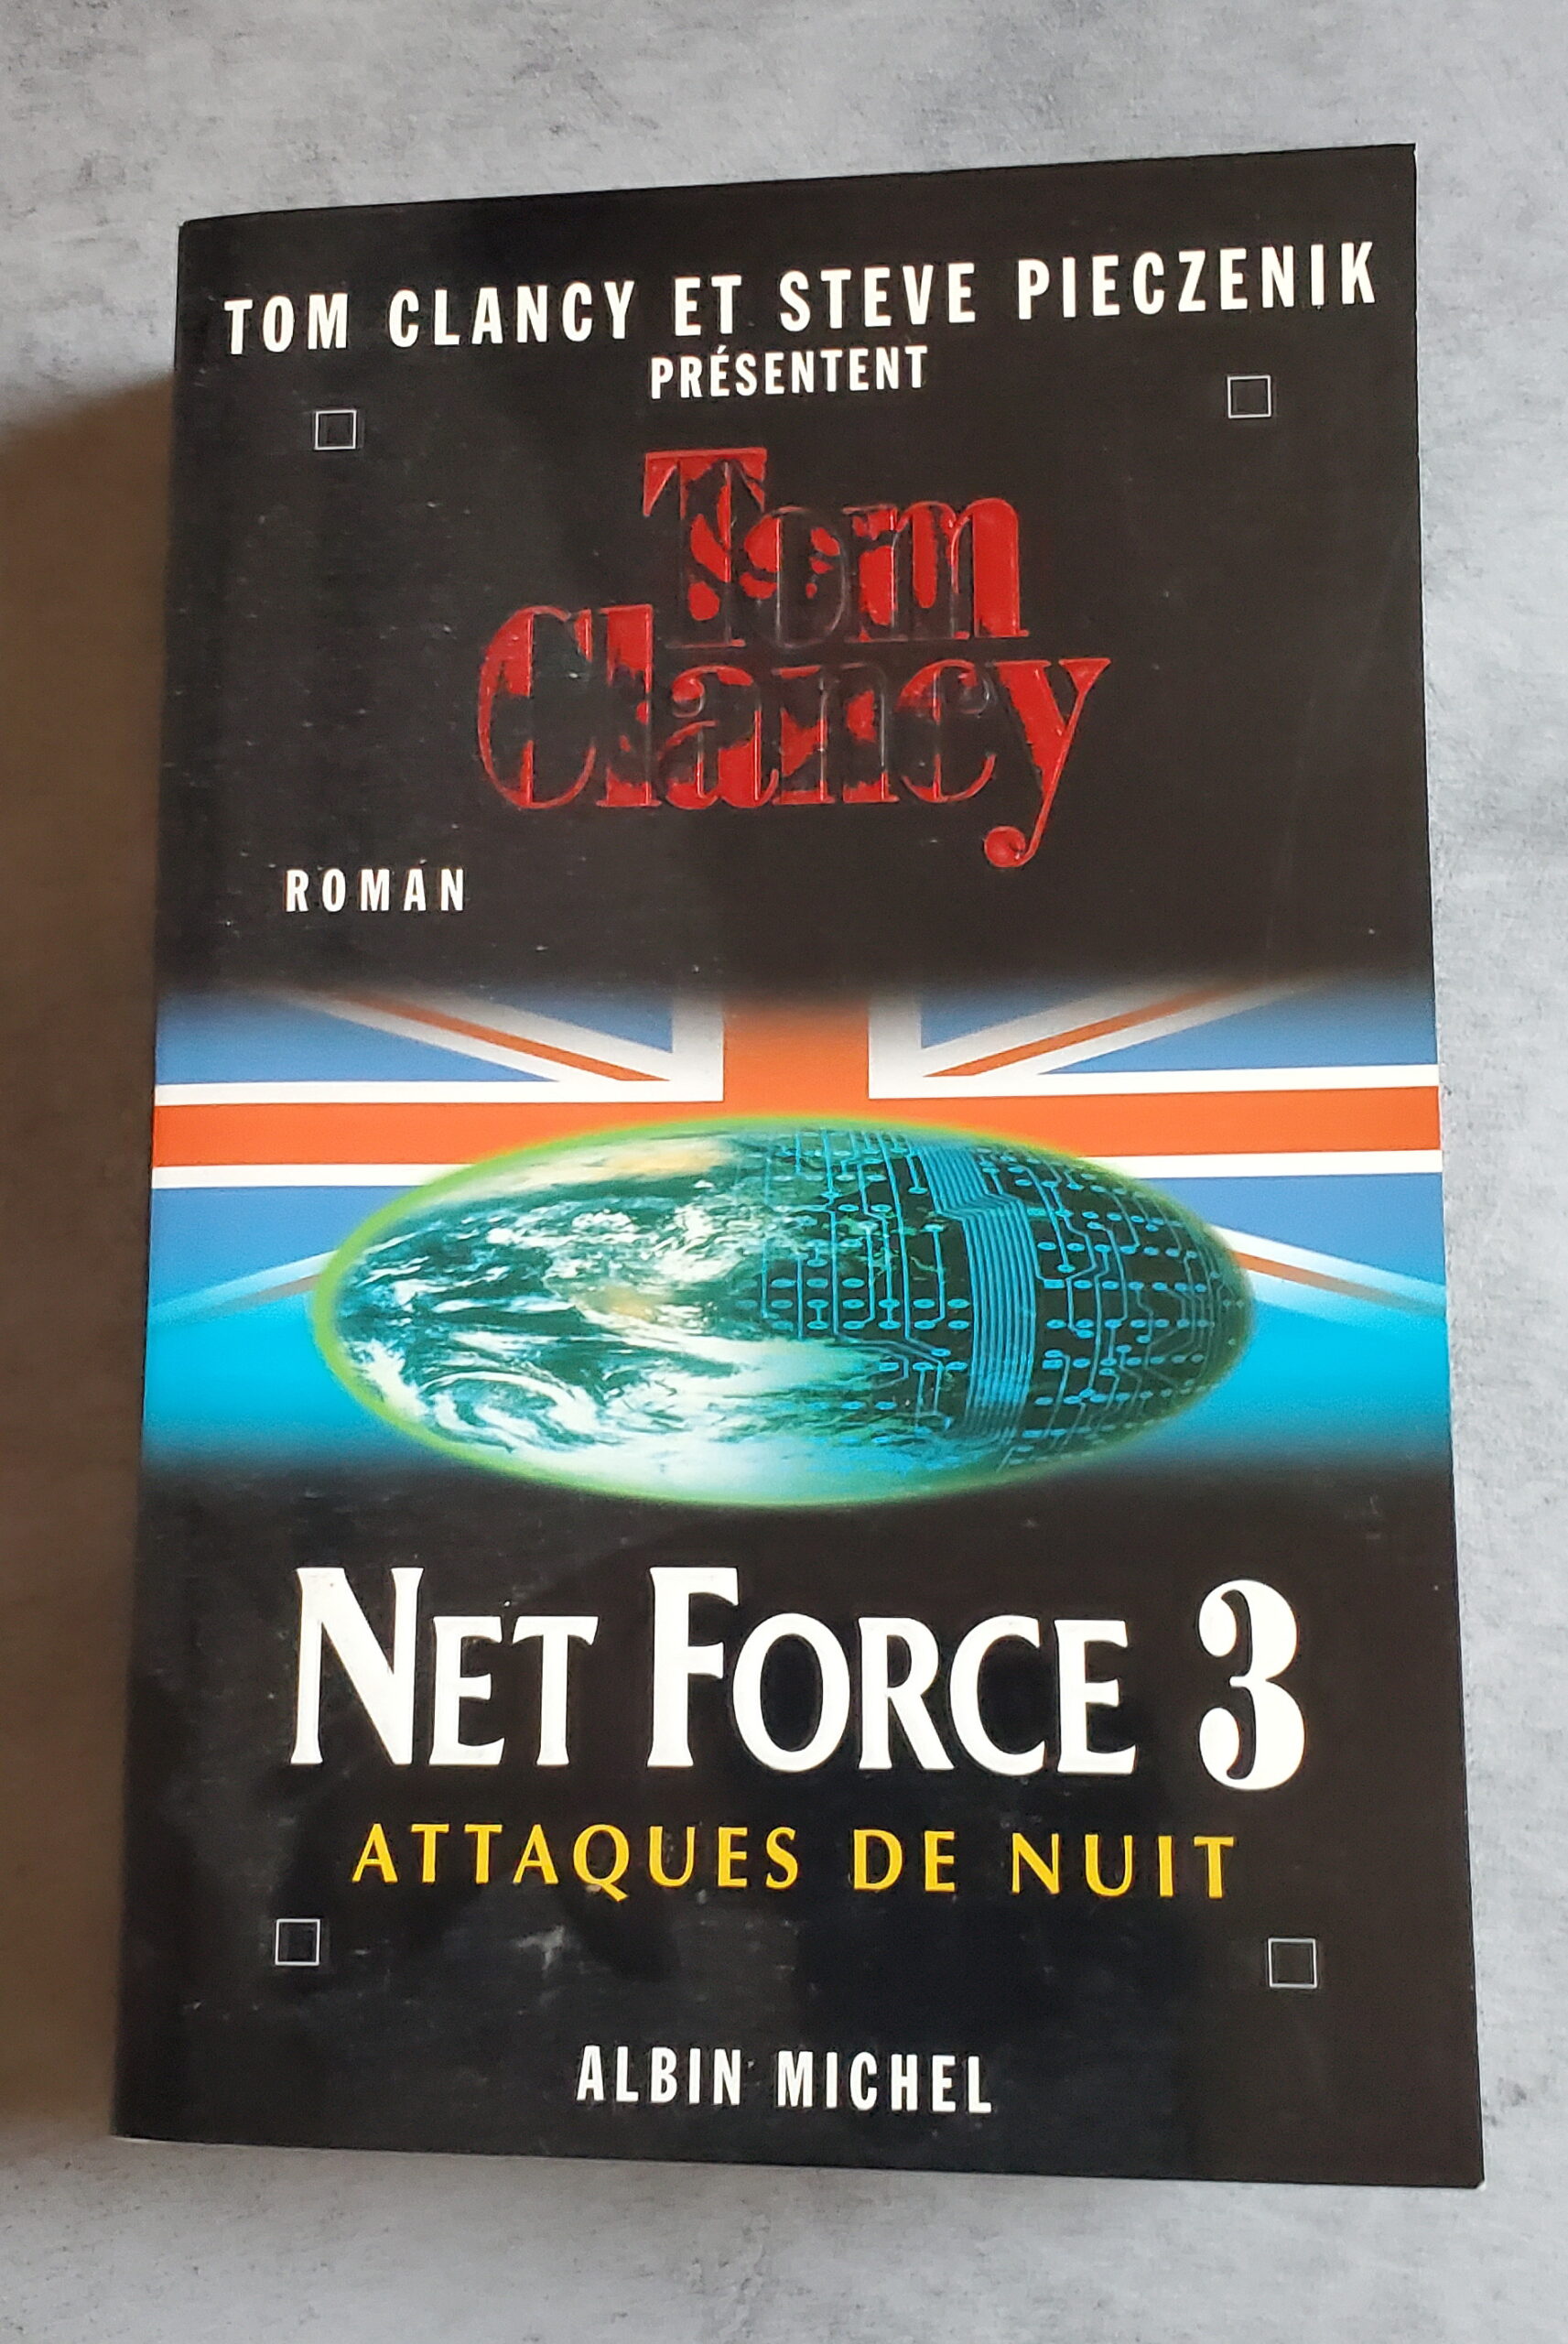 TOM CLANCY ET STEVE PIECZENIK
PRÉSENTENT
Tom
Clancy
ROMAN
NET FORCE 3
ATTAQUES DE NUIT
ALBIN MICHEL